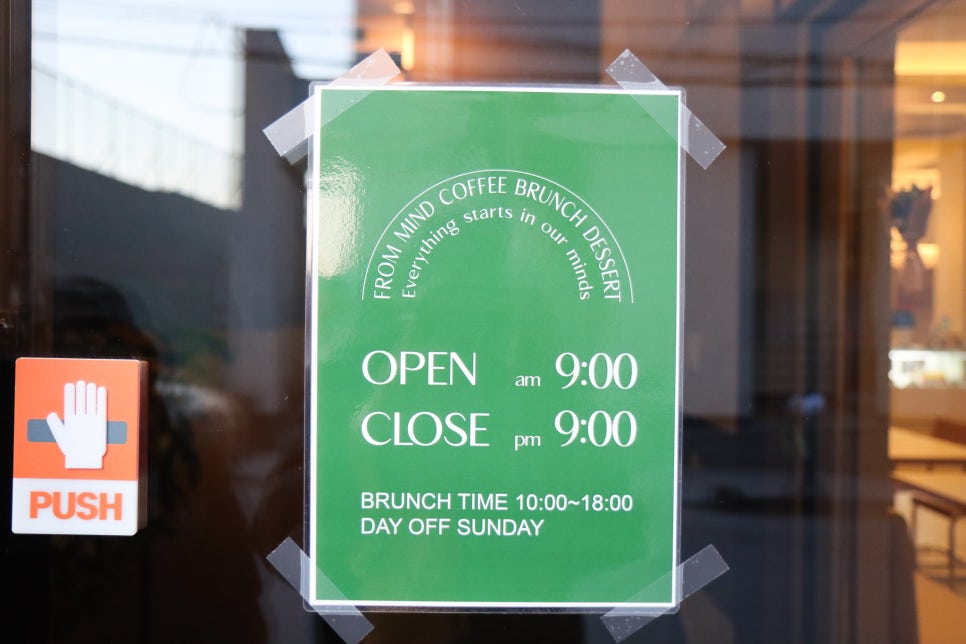 FROM MIND COFFEE BRUNCH DESSERT
Everything starts in our minds
OPEN am 9:00
CLOSE pm 9:00
BRUNCH TIME 10:00~18:00
DAY OFF SUNDAY
PUSH